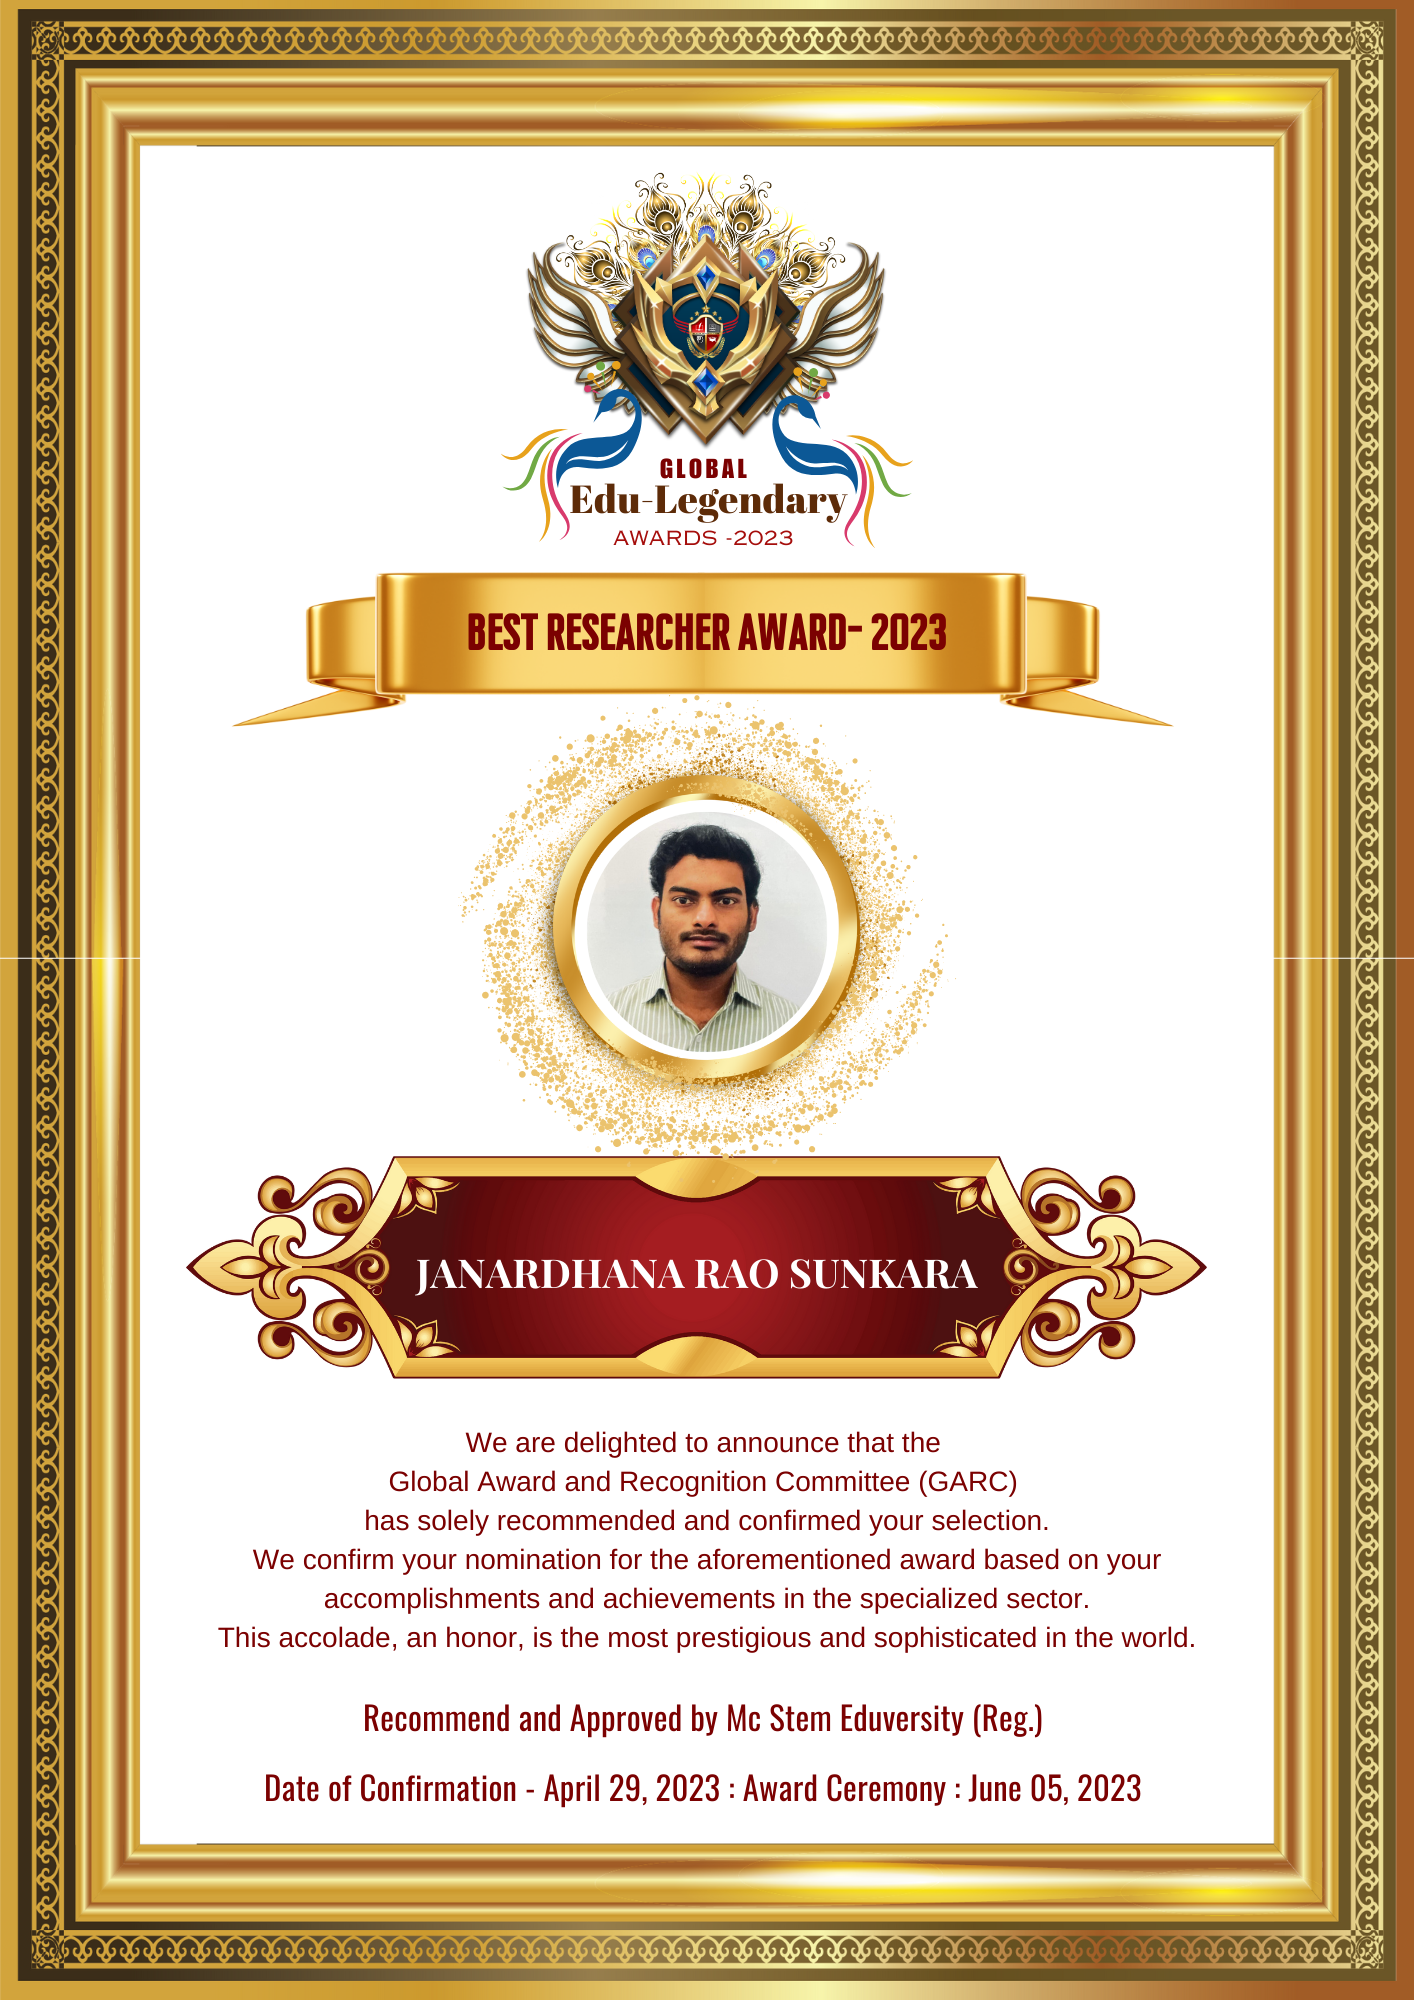 GLOBAL
Edu-Legendary
AWARDS -2023
BEST RESEARCHER AWARD- 2023
JANARDHANA RAO SUNKARA
We are delighted to announce that the
Global Award and Recognition Committee (GARC)
has solely recommended and confirmed your selection.
We confirm your nomination for the aforementioned award based on your
accomplishments and achievements in the specialized sector.
This accolade, an honor, is the most prestigious and sophisticated in the world.
Recommend and Approved by Mc Stem Eduversity (Reg.)
Date of Confirmation - April 29, 2023 : Award Ceremony : June 05, 2023